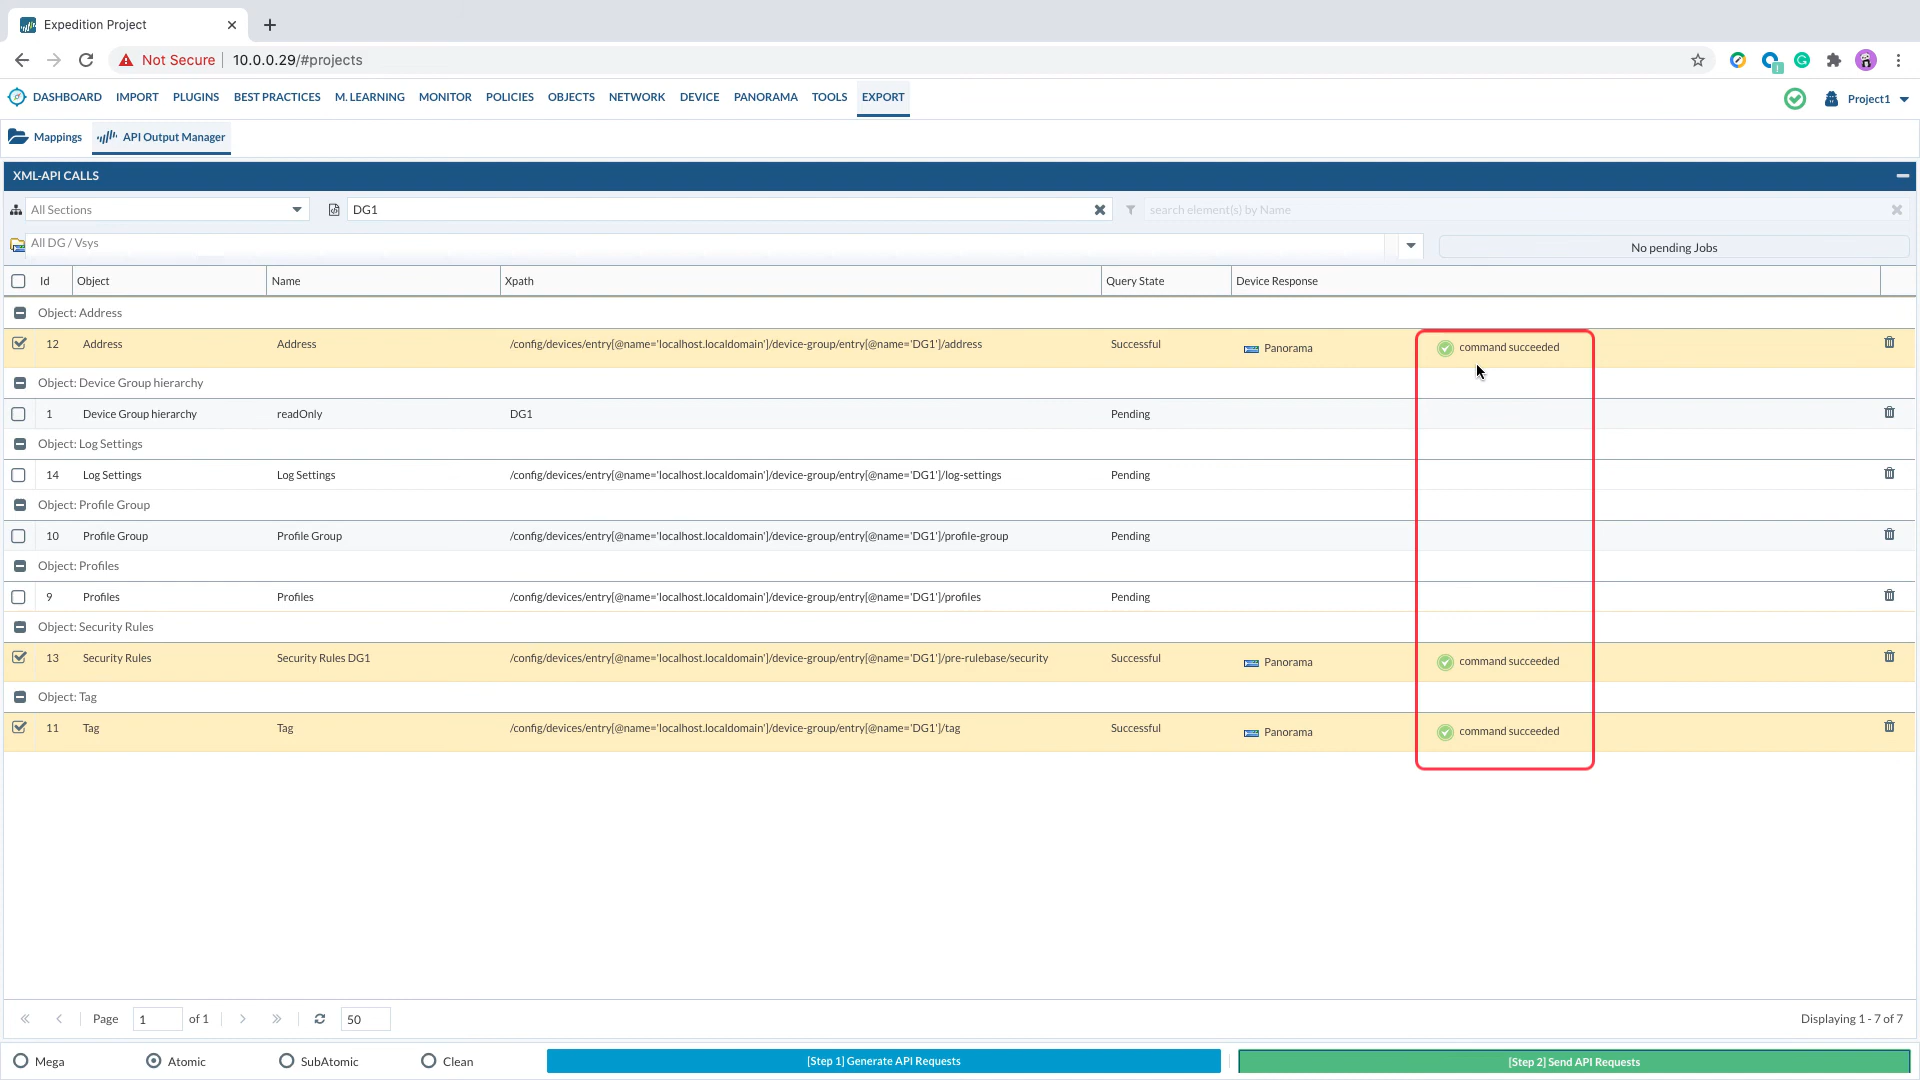 Expedition Project
Not Secure 10.0.0.29/#projects
DASHBOARD IMPORT PLUGINS BEST PRACTICES M. LEARNING MONITOR POLICIES OBJECTS NETWORK DEVICE PANORAMA TOOLS EXPORT Project1
Mappings API Output Manager
XML-API CALLS
All Sections DG1 search element(s) by Name
All DG / Vsys No pending Jobs
Id Object Name Xpath Query State Device Response
Object: Address
12 Address Address /config/devices/entry[@name='localhost.localdomain']/device-group/entry[@name='DG1']/address Successful Panorama command succeeded
Object: Device Group hierarchy
1 Device Group hierarchy readOnly DG1 Pending
Object: Log Settings
14 Log Settings Log Settings /config/devices/entry[@name='localhost.localdomain']/device-group/entry[@name='DG1']/log-settings Pending
Object: Profile Group
10 Profile Group Profile Group /config/devices/entry[@name='localhost.localdomain']/device-group/entry[@name='DG1']/profile-group Pending
Object: Profiles
9 Profiles Profiles /config/devices/entry[@name='localhost.localdomain']/device-group/entry[@name='DG1']/profiles Pending
Object: Security Rules
13 Security Rules Security Rules DG1 /config/devices/entry[@name='localhost.localdomain']/device-group/entry[@name='DG1']/pre-rulebase/security Successful Panorama command succeeded
Object: Tag
11 Tag Tag /config/devices/entry[@name='localhost.localdomain']/device-group/entry[@name='DG1']/tag Successful Panorama command succeeded
Page 1 of 1 50 Displaying 1 - 7 of 7
Mega Atomic SubAtomic Clean [Step 1] Generate API Requests [Step 2] Send API Requests